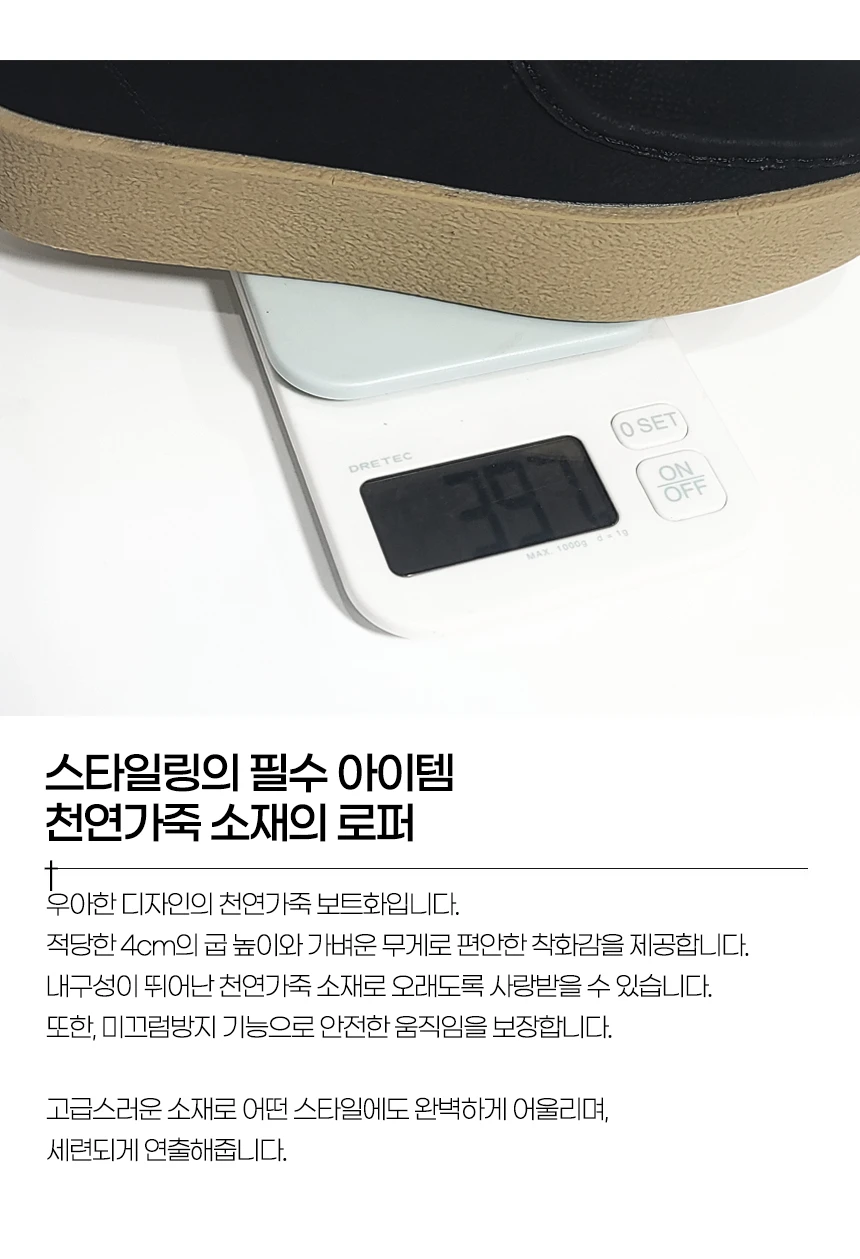 DRETEC
0 SET
ON
OFF
397
MAX. 1000g d = 1g
스타일링의 필수 아이템
천연가죽 소재의 로퍼
우아한 디자인의 천연가죽 보트화입니다.
적당한 4cm의 굽 높이와 가벼운 무게로 편안한 착화감을 제공합니다.
내구성이 뛰어난 천연가죽 소재로 오래도록 사랑받을 수 있습니다.
또한, 미끄럼방지 기능으로 안전한 움직임을 보장합니다.
고급스러운 소재로 어떤 스타일에도 완벽하게 어울리며,
세련되게 연출해줍니다.